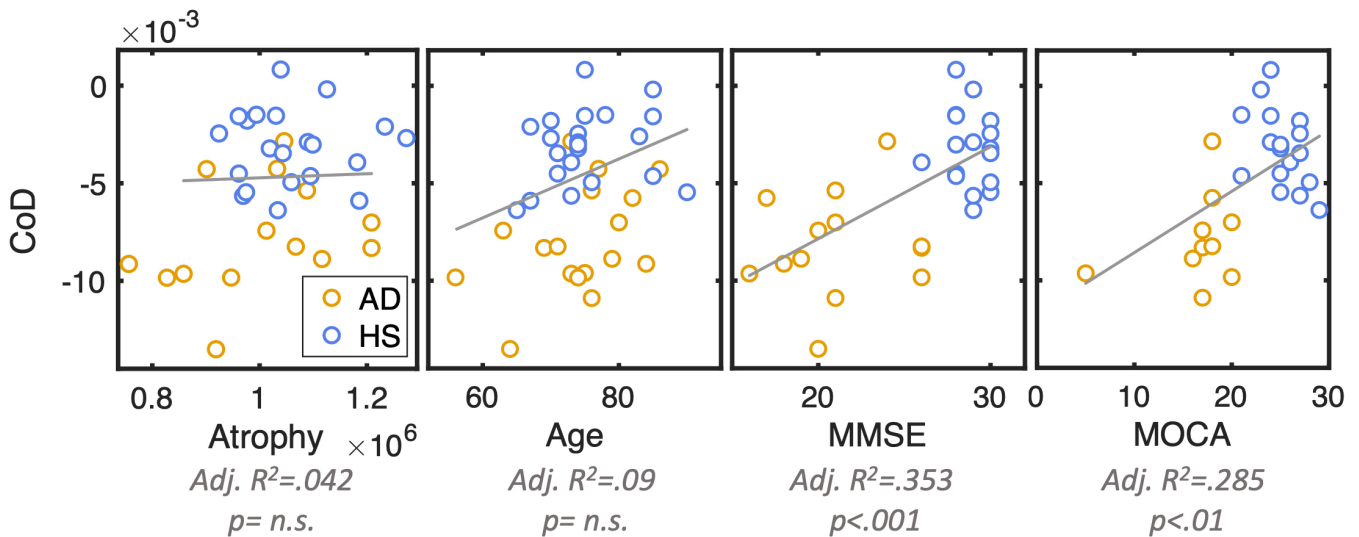 ×10⁻³
CoD
0
-5
-10
AD
HS
0.8 1 1.2
Atrophy ×10⁶
Adj. R²=.042
p= n.s.
60 80
Age
Adj. R²=.09
p= n.s.
20 30
MMSE
Adj. R²=.353
p<.001
0 10 20 30
MOCA
Adj. R²=.285
p<.01